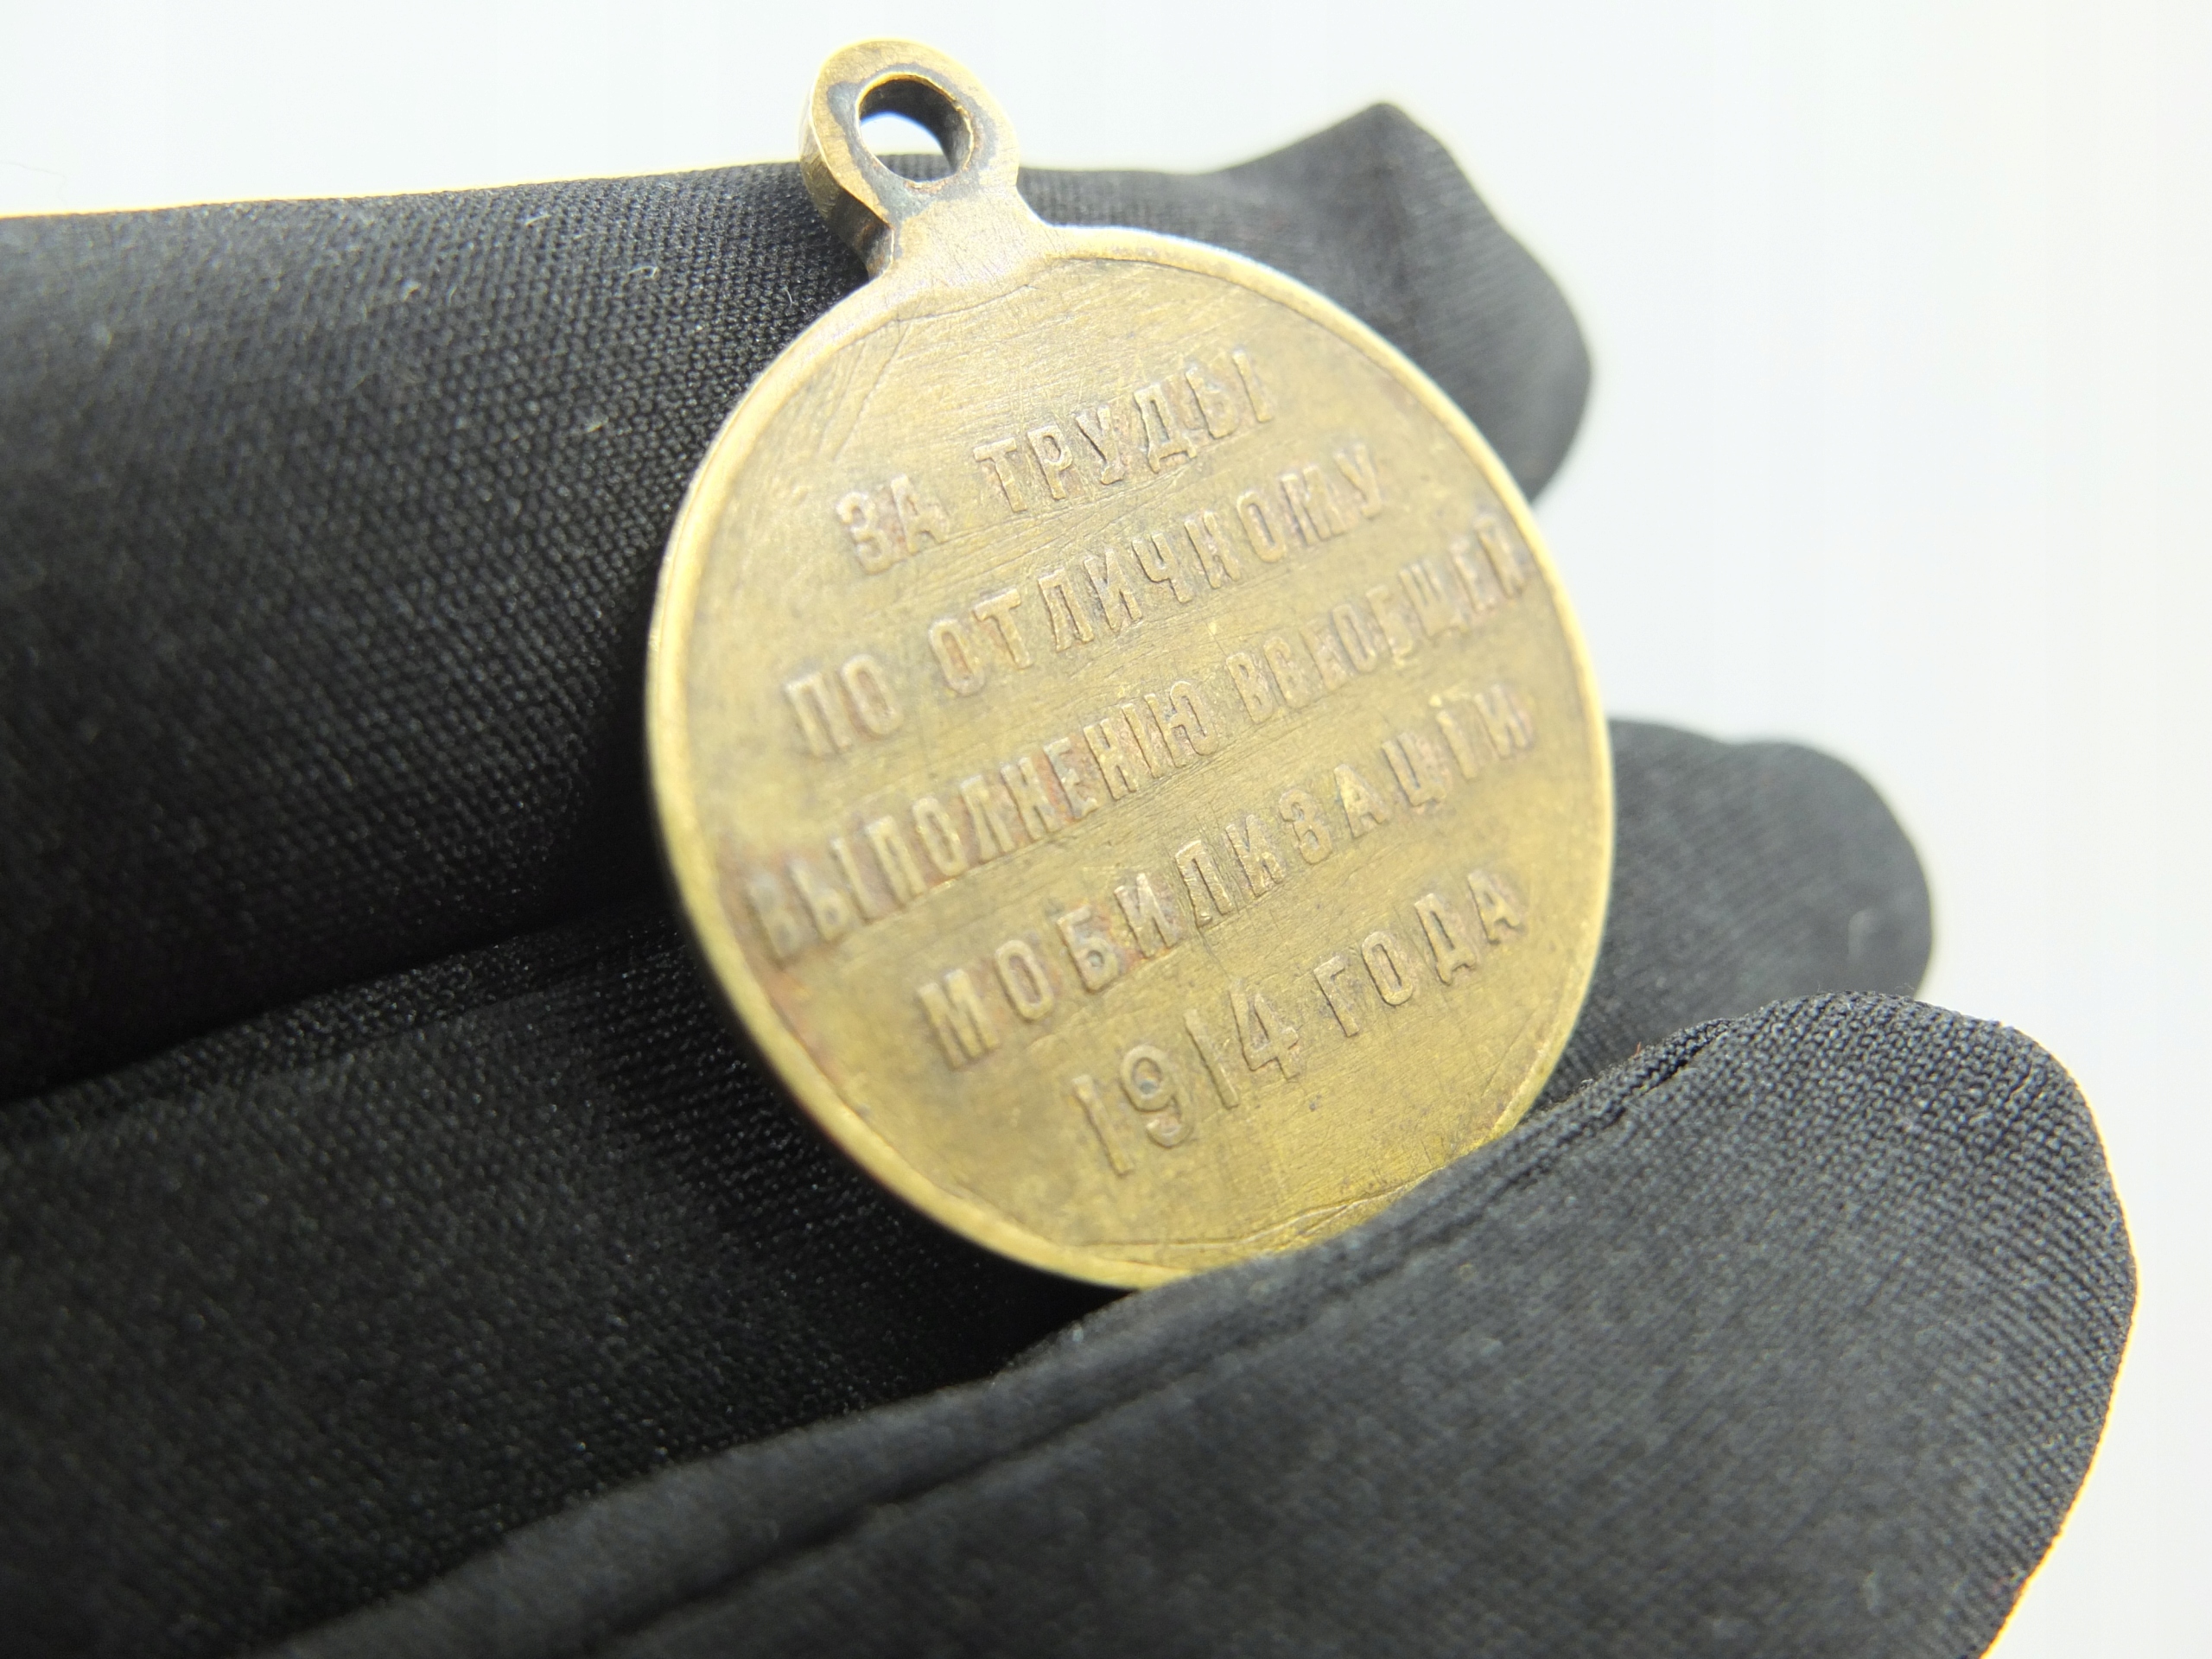 ЗА ТРУДЫ
ПО ОТЛИЧНОМУ
ВЫПОЛНЕНІЮ ВСЕОБЩЕЙ
МОБИЛИЗАЦІИ
1914 ГОДА